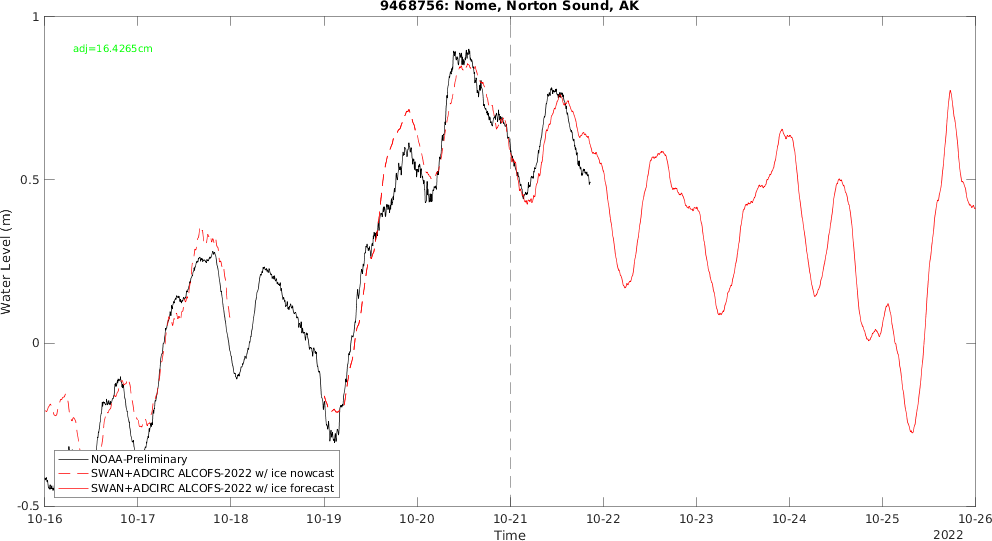 9468756: Nome, Norton Sound, AK
adj=16.4265cm
1
0.5
0
-0.5
Water Level (m)
NOAA-Preliminary
SWAN+ADCIRC ALCOFS-2022 w/ ice nowcast
SWAN+ADCIRC ALCOFS-2022 w/ ice forecast
10-16 10-17 10-18 10-19 10-20 10-21 10-22 10-23 10-24 10-25 10-26
Time
2022